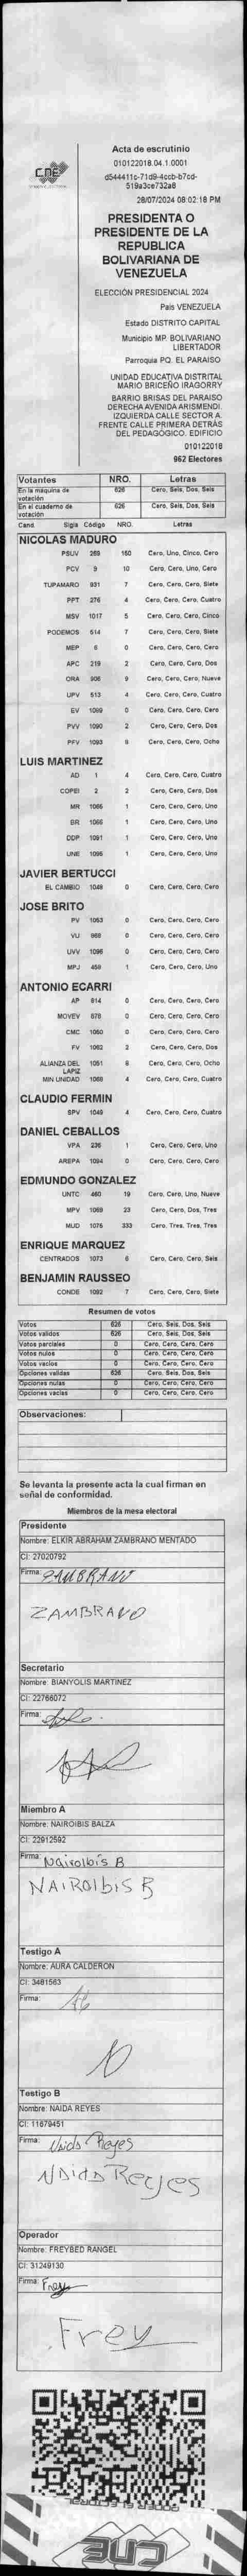 CNE
PODER ELECTORAL
Acta de escrutinio
010122018.04.1.0001
d544411c-71d9-4ccb-b7cd-
519a3ce732a8
28/07/2024 08:02:18 PM
PRESIDENTA O
PRESIDENTE DE LA
REPUBLICA
BOLIVARIANA DE
VENEZUELA
ELECCIÓN PRESIDENCIAL 2024
País VENEZUELA
Estado DISTRITO CAPITAL
Municipio MP. BOLIVARIANO
LIBERTADOR
Parroquia PQ. EL PARAISO
UNIDAD EDUCATIVA DISTRITAL
MARIO BRICEÑO IRAGORRY
BARRIO BRISAS DEL PARAISO
DERECHA AVENIDA ARISMENDI.
IZQUIERDA CALLE SECTOR A.
FRENTE CALLE PRIMERA DETRÁS
DEL PEDAGÓGICO. EDIFICIO
010122018
962 Electores
Votantes NRO. Letras
En la máquina de votación 626 Cero, Seis, Dos, Seis
En el cuaderno de votación 626 Cero, Seis, Dos, Seis
Cand. Sigla Código NRO. Letras
NICOLAS MADURO
PSUV 269 150 Cero, Uno, Cinco, Cero
PCV 9 10 Cero, Cero, Uno, Cero
TUPAMARO 931 7 Cero, Cero, Cero, Siete
PPT 276 4 Cero, Cero, Cero, Cuatro
MSV 1017 5 Cero, Cero, Cero, Cinco
PODEMOS 514 7 Cero, Cero, Cero, Siete
MEP 6 0 Cero, Cero, Cero, Cero
APC 219 2 Cero, Cero, Cero, Dos
ORA 906 9 Cero, Cero, Cero, Nueve
UPV 513 4 Cero, Cero, Cero, Cuatro
EV 1089 0 Cero, Cero, Cero, Cero
PVV 1090 2 Cero, Cero, Cero, Dos
PFV 1093 8 Cero, Cero, Cero, Ocho
LUIS MARTINEZ
AD 1 4 Cero, Cero, Cero, Cuatro
COPEI 2 2 Cero, Cero, Cero, Dos
MR 1065 1 Cero, Cero, Cero, Uno
BR 1066 1 Cero, Cero, Cero, Uno
DDP 1091 1 Cero, Cero, Cero, Uno
UNE 1095 1 Cero, Cero, Cero, Uno
JAVIER BERTUCCI
EL CAMBIO 1048 0 Cero, Cero, Cero, Cero
JOSE BRITO
PV 1053 0 Cero, Cero, Cero, Cero
VU 968 0 Cero, Cero, Cero, Cero
UVV 1096 0 Cero, Cero, Cero, Cero
MPJ 459 1 Cero, Cero, Cero, Uno
ANTONIO ECARRI
AP 814 0 Cero, Cero, Cero, Cero
MOVEV 878 0 Cero, Cero, Cero, Cero
CMC 1060 0 Cero, Cero, Cero, Cero
FV 1062 2 Cero, Cero, Cero, Dos
ALIANZA DEL LAPIZ 1051 8 Cero, Cero, Cero, Ocho
MIN UNIDAD 1068 4 Cero, Cero, Cero, Cuatro
CLAUDIO FERMIN
SPV 1049 4 Cero, Cero, Cero, Cuatro
DANIEL CEBALLOS
VPA 236 1 Cero, Cero, Cero, Uno
AREPA 1094 0 Cero, Cero, Cero, Cero
EDMUNDO GONZALEZ
UNTC 460 19 Cero, Cero, Uno, Nueve
MPV 1069 23 Cero, Cero, Dos, Tres
MUD 1076 333 Cero, Tres, Tres, Tres
ENRIQUE MARQUEZ
CENTRADOS 1073 6 Cero, Cero, Cero, Seis
BENJAMIN RAUSSEO
CONDE 1092 7 Cero, Cero, Cero, Siete
Resumen de votos
Votos 626 Cero, Seis, Dos, Seis
Votos validos 626 Cero, Seis, Dos, Seis
Votos parciales 0 Cero, Cero, Cero, Cero
Votos nulos 0 Cero, Cero, Cero, Cero
Votos vacios 0 Cero, Cero, Cero, Cero
Opciones validas 626 Cero, Seis, Dos, Seis
Opciones nulas 0 Cero, Cero, Cero, Cero
Opciones vacias 0 Cero, Cero, Cero, Cero
Observaciones:
Se levanta la presente acta la cual firman en
señal de conformidad.
Miembros de la mesa electoral
Presidente
Nombre: ELKIR ABRAHAM ZAMBRANO MENTADO
CI: 27020792
Firma: ZAMBRANO
ZAMBRANO
Secretario
Nombre: BIANYOLIS MARTINEZ
CI: 22766072
Firma:
Miembro A
Nombre: NAIROIBIS BALZA
CI: 22912592
Firma: Nairoibis B
NAIROIbiS B
Testigo A
Nombre: AURA CALDERON
CI: 3481563
Firma:
Testigo B
Nombre: NAIDA REYES
CI: 11679451
Firma: Naida Reyes
NAida Reyes
Operador
Nombre: FREYBED RANGEL
CI: 31249130
Firma: Frey
Frey
PODER ELECTORAL
CNE